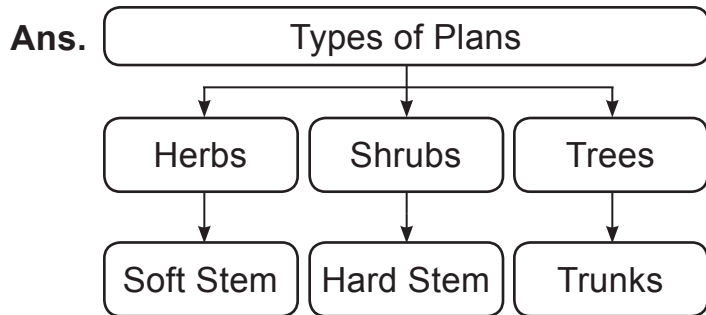 Ans. Types of Plans
Herbs Shrubs Trees
Soft Stem Hard Stem Trunks